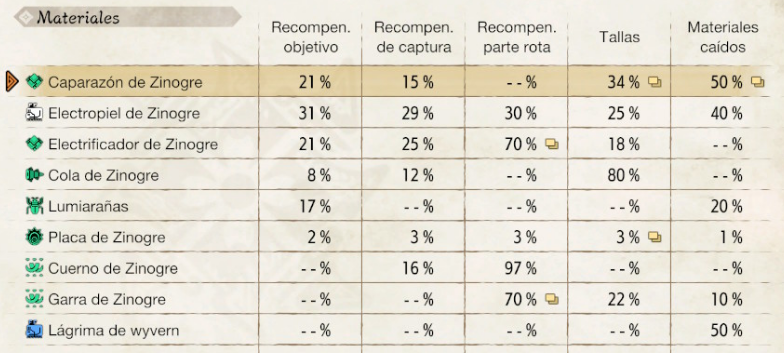 Materiales
Recompen. objetivo Recompen. de captura Recompen. parte rota Tallas Materiales caídos
Caparazón de Zinogre 21 % 15 % --% 34 % 50 %
Electropiel de Zinogre 31 % 29 % 30 % 25 % 40 %
Electrificador de Zinogre 21 % 25 % 70 % 18 % --%
Cola de Zinogre 8 % 12 % --% 80 % --%
Lumiarañas 17 % --% --% --% 20 %
Placa de Zinogre 2 % 3 % 3 % 3 % 1 %
Cuerno de Zinogre --% 16 % 97 % --% --%
Garra de Zinogre --% --% 70 % 22 % 10 %
Lágrima de wyvern --% --% --% --% 50 %